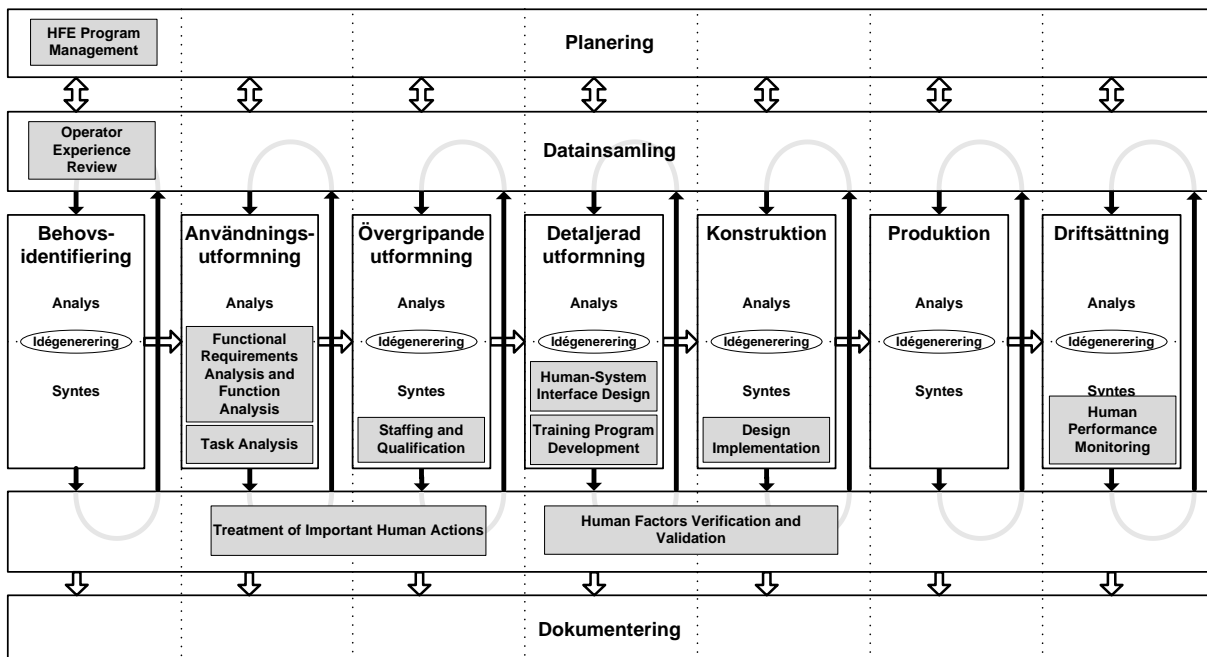 HFE Program
Management
Planering
Operator
Experience
Review
Datainsamling
Behovs-
identifiering
Analys
Idégenerering
Syntes
Användnings-
utformning
Analys
Functional
Requirements
Analysis and
Function
Analysis
Task Analysis
Övergripande
utformning
Analys
Idégenerering
Syntes
Staffing and
Qualification
Detaljerad
utformning
Analys
Idégenerering
Human-System
Interface Design
Training Program
Development
Konstruktion
Analys
Idégenerering
Syntes
Design
Implementation
Produktion
Analys
Idégenerering
Syntes
Driftsättning
Analys
Idégenerering
Syntes
Human
Performance
Monitoring
Treatment of Important Human Actions
Human Factors Verification and
Validation
Dokumentering